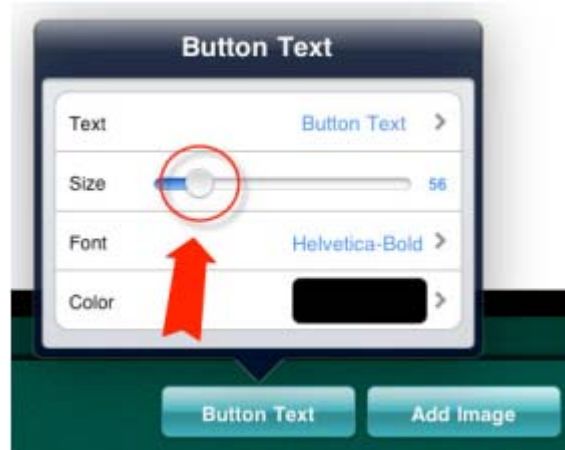 Button Text
Text Button Text
Size 56
Font Helvetica-Bold
Color
Button Text Add Image